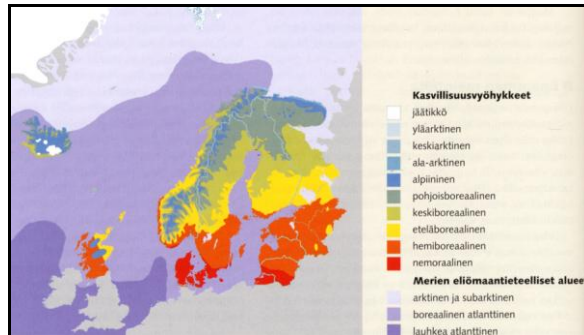 Kasvillisuusvyöhykkeet
jäätikkö
yläarktinen
keskiarktinen
ala-arktinen
alpiininen
pohjoisboreaalinen
keskiboreaalinen
eteläboreaalinen
hemiboreaalinen
nemoraalinen
Merien eliömaantieteelliset aluee
arktinen ja subarktinen
boreaalinen atlanttinen
lauhkea atlanttinen